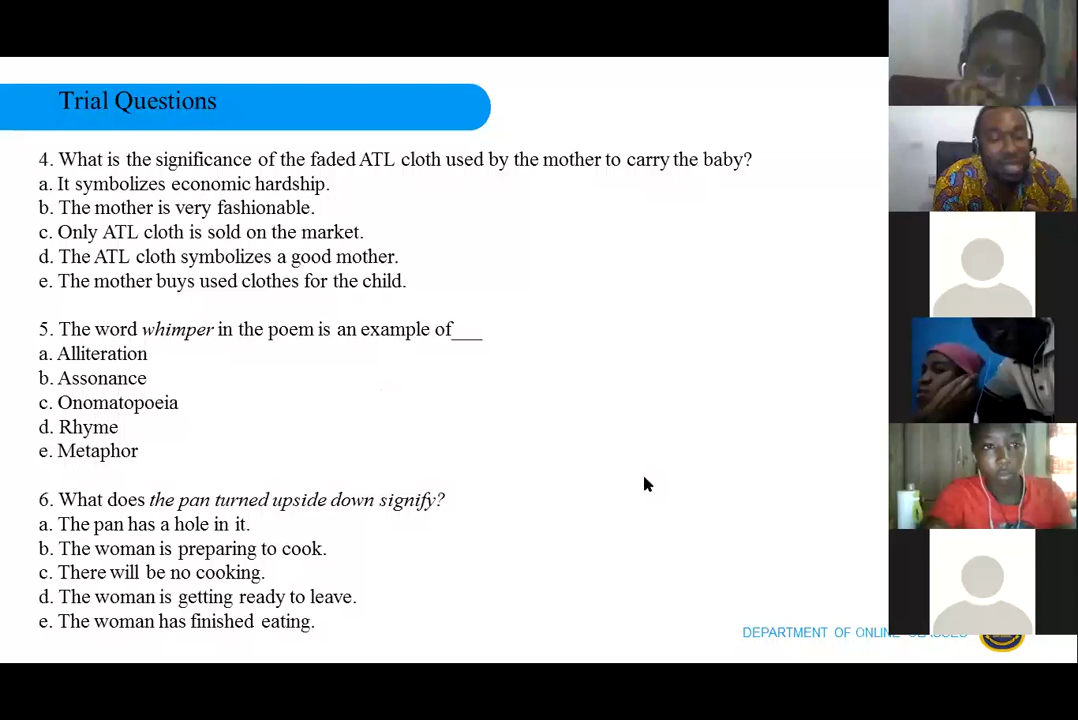 Trial Questions
4. What is the significance of the faded ATL cloth used by the mother to carry the baby?
a. It symbolizes economic hardship.
b. The mother is very fashionable.
c. Only ATL cloth is sold on the market.
d. The ATL cloth symbolizes a good mother.
e. The mother buys used clothes for the child.
5. The word whimper in the poem is an example of___
a. Alliteration
b. Assonance
c. Onomatopoeia
d. Rhyme
e. Metaphor
6. What does the pan turned upside down signify?
a. The pan has a hole in it.
b. The woman is preparing to cook.
c. There will be no cooking.
d. The woman is getting ready to leave.
e. The woman has finished eating.
DEPARTMENT OF ONLINE CLASSES